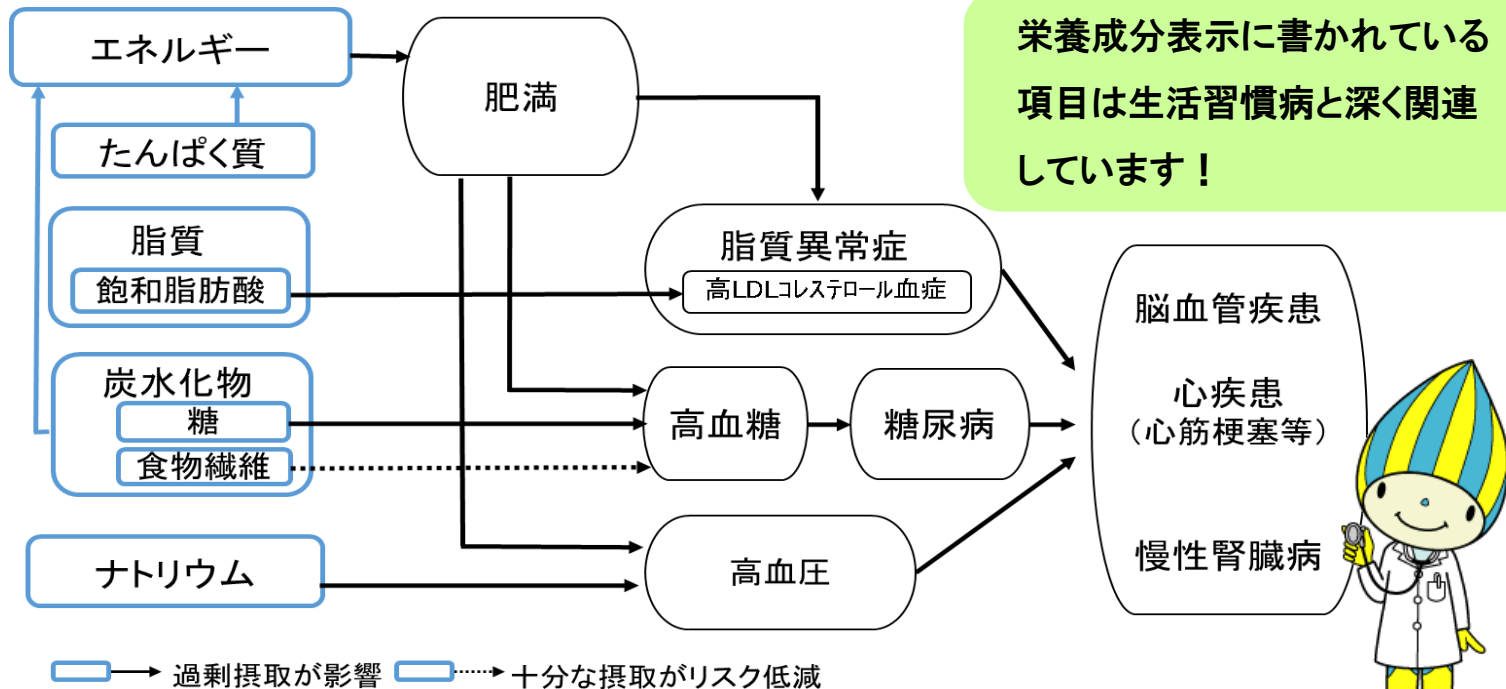 エネルギー
たんぱく質
脂質
飽和脂肪酸
炭水化物
糖
食物繊維
ナトリウム
肥満
脂質異常症
高LDLコレステロール血症
高血糖
糖尿病
高血圧
栄養成分表示に書かれている
項目は生活習慣病と深く関連
しています！
脳血管疾患
心疾患
（心筋梗塞等）
慢性腎臓病
過剰摂取が影響
十分な摂取がリスク低減